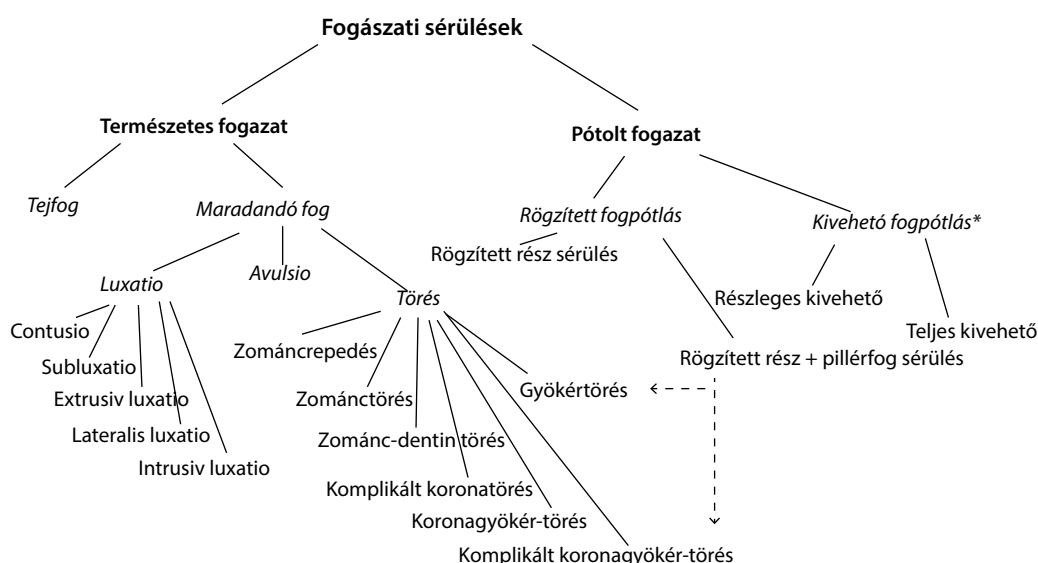 Fogászati sérülések
Természetes fogazat
Pótolt fogazat
Tejfog
Maradandó fog
Rögzített fogpótlás
Kivehető fogpótlás*
Rögzített rész sérülés
Avulsio
Luxatio
Törés
Részleges kivehető
Contusio
Teljes kivehető
Zománcrepedés
Subluxatio
Rögzített rész + pillérfog sérülés
Extrusiv luxatio
Zománctörés
Gyökértörés
Lateralis luxatio
Zománc-dentin törés
Intrusiv luxatio
Komplikált koronatörés
Koronagyökér-törés
Komplikált koronagyökér-törés